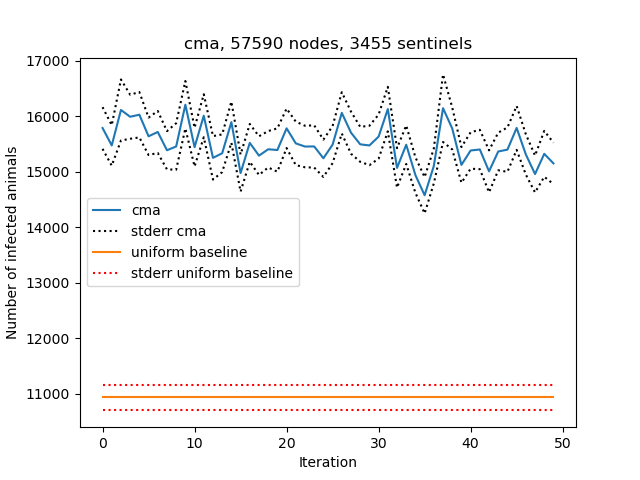 cma, 57590 nodes, 3455 sentinels
Number of infected animals
17000
16000
15000
14000
13000
12000
11000
cma
stderr cma
uniform baseline
stderr uniform baseline
0 10 20 30 40 50
Iteration